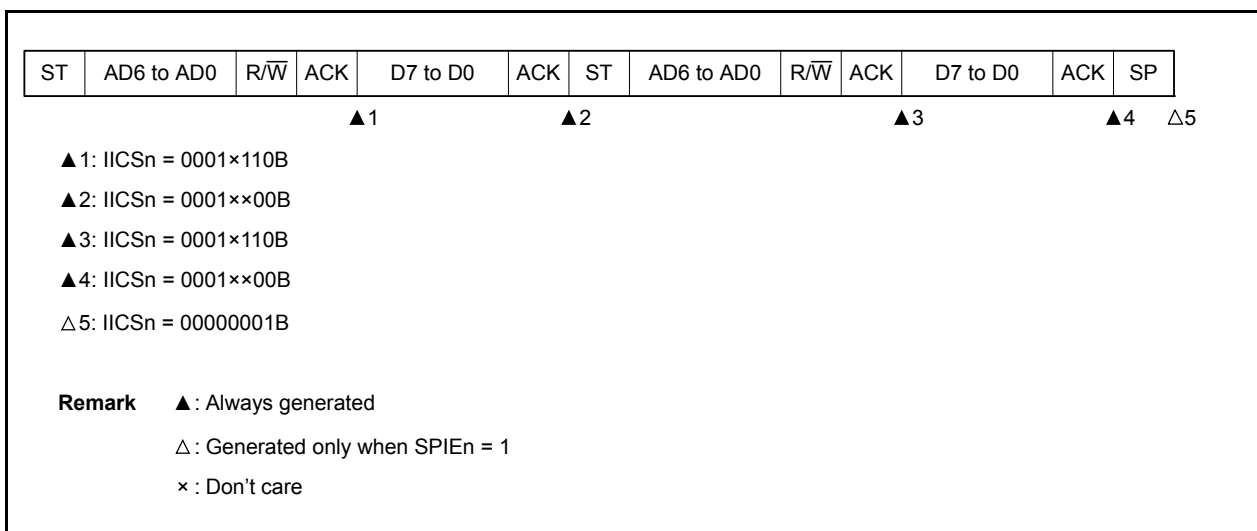 ST AD6 to AD0 R/W̅ ACK D7 to D0 ACK ST AD6 to AD0 R/W̅ ACK D7 to D0 ACK SP
▲1 ▲2 ▲3 ▲4 △5
▲1: IICSn = 0001×110B
▲2: IICSn = 0001××00B
▲3: IICSn = 0001×110B
▲4: IICSn = 0001××00B
△5: IICSn = 00000001B
Remark ▲: Always generated
△: Generated only when SPIEn = 1
×: Don’t care